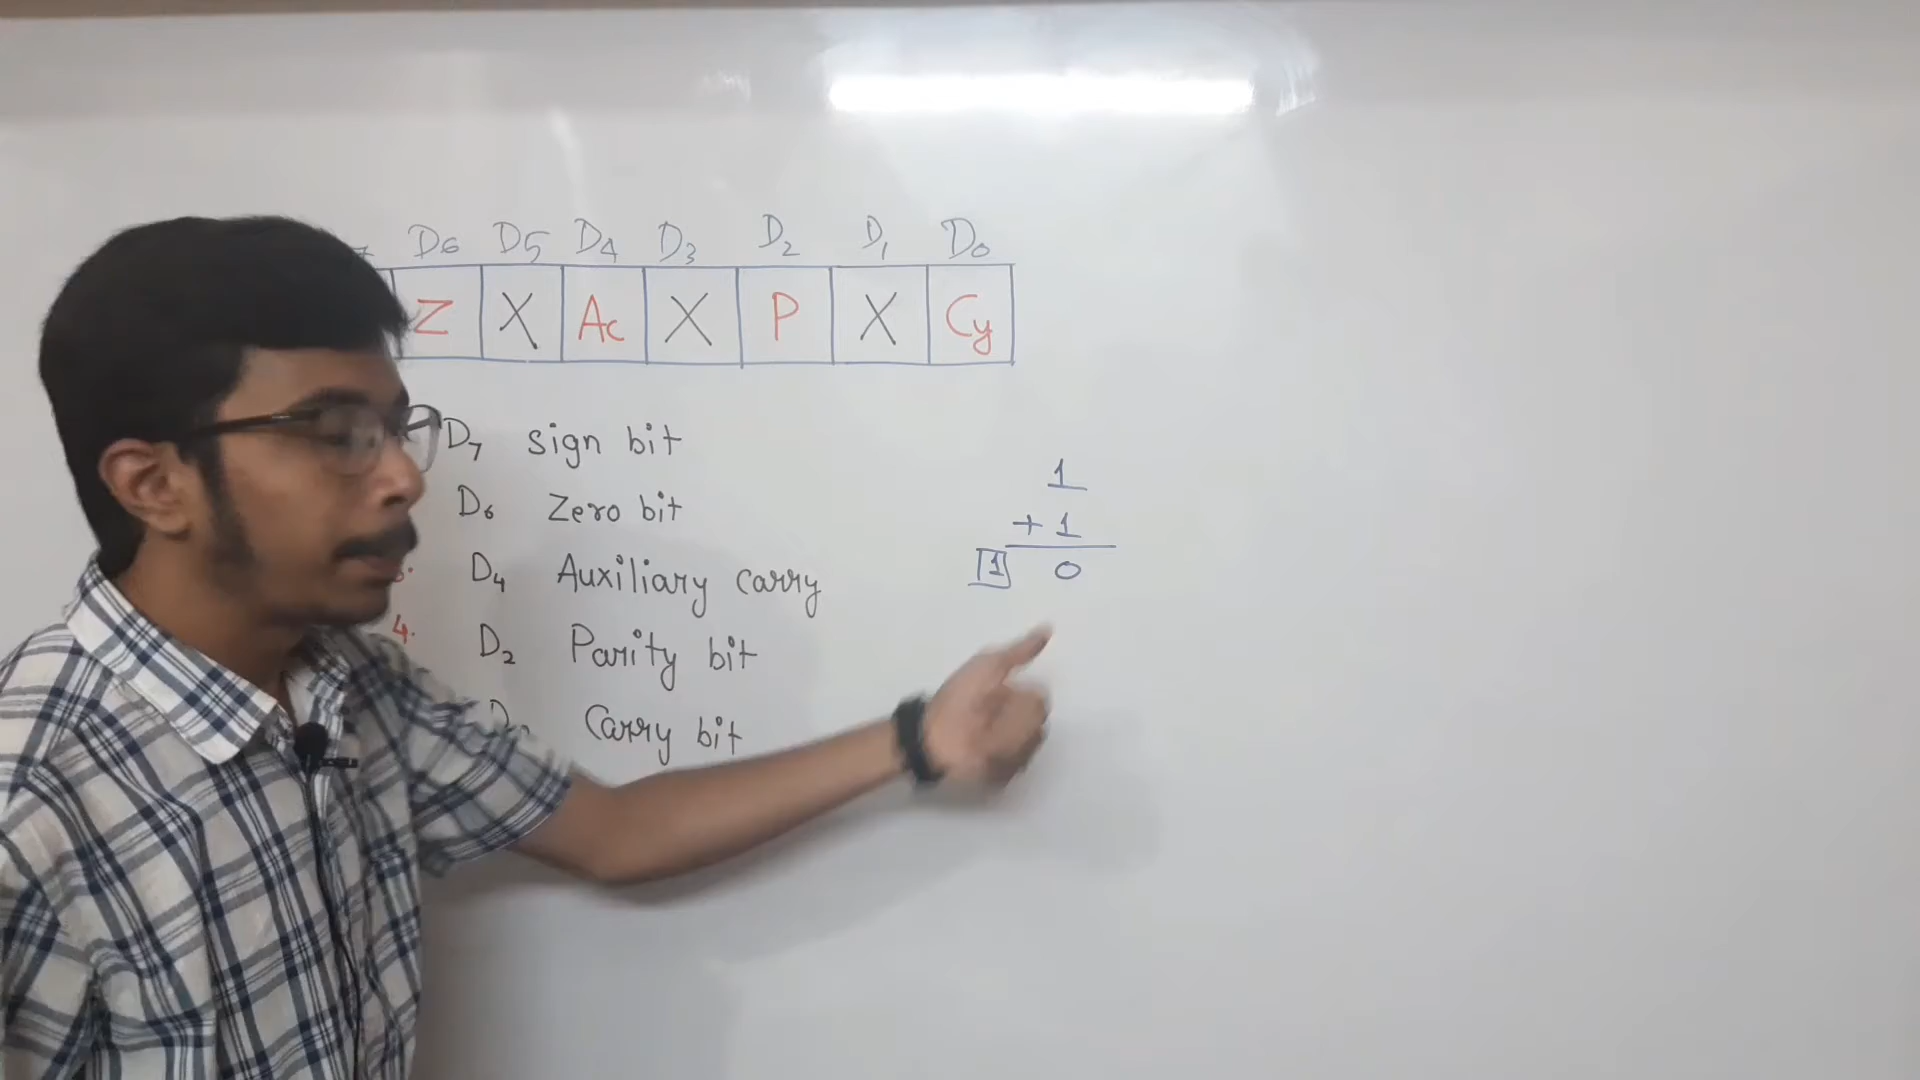 D6 D5 D4 D3 D2 D1 D0
Z X Ac X P X Cy
D7 sign bit
D6 Zero bit
D4 Auxiliary carry
4. D2 Parity bit
Carry bit
1
+ 1
1 0